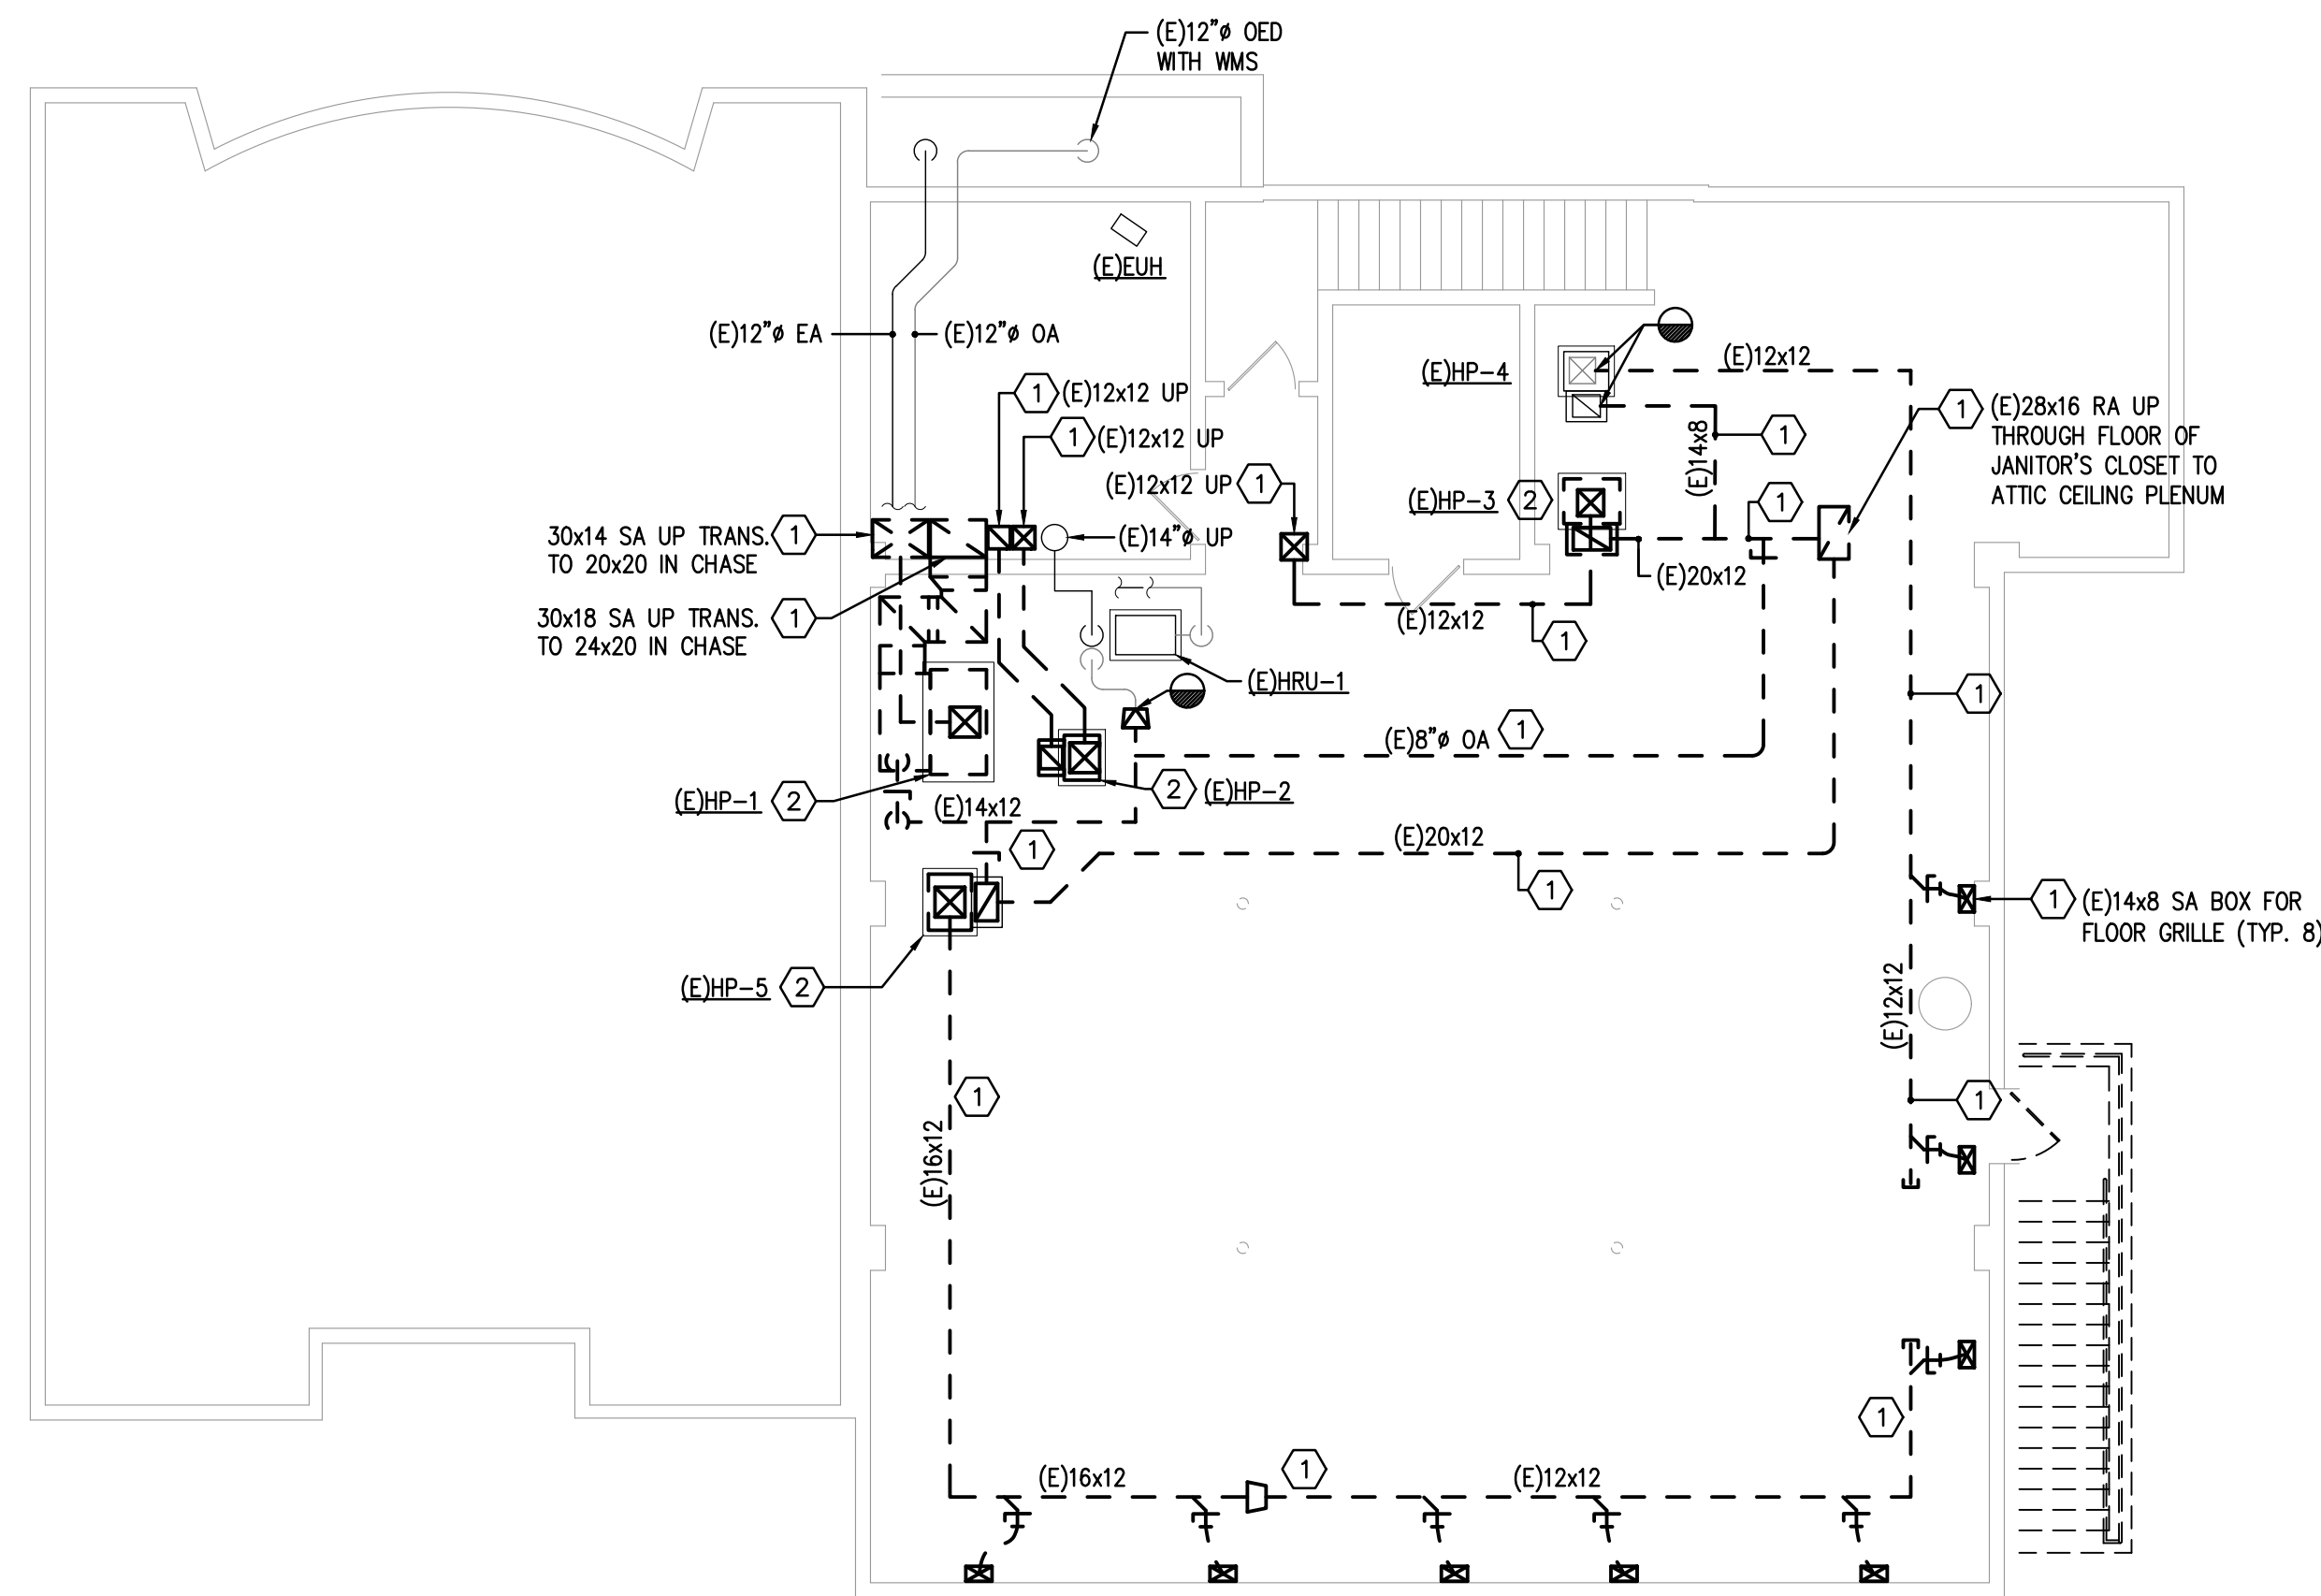 (E)12"ø OED
WITH WMS
(E)EUH
(E)12"ø EA
(E)12"ø OA
1
(E)12x12 UP
1
(E)12x12 UP
(E)12x12 UP
1
(E)14"ø UP
30x14 SA UP TRANS.
TO 20x20 IN CHASE
1
30x18 SA UP TRANS.
TO 24x20 IN CHASE
1
(E)HP-4
(E)12x12
1
(E)28x16 RA UP
THROUGH FLOOR OF
JANITOR'S CLOSET TO
ATTIC CEILING PLENUM
(E)14x8
1
(E)HP-3
2
1
(E)20x12
(E)12x12
1
(E)HRU-1
1
(E)8"ø OA
1
(E)HP-1
2
2
(E)HP-2
(E)14x12
1
(E)20x12
1
1
(E)14x8 SA BOX FOR
FLOOR GRILLE (TYP. 8)
(E)HP-5
2
(E)12x12
1
1
(E)16x12
1
(E)16x12
1
(E)12x12